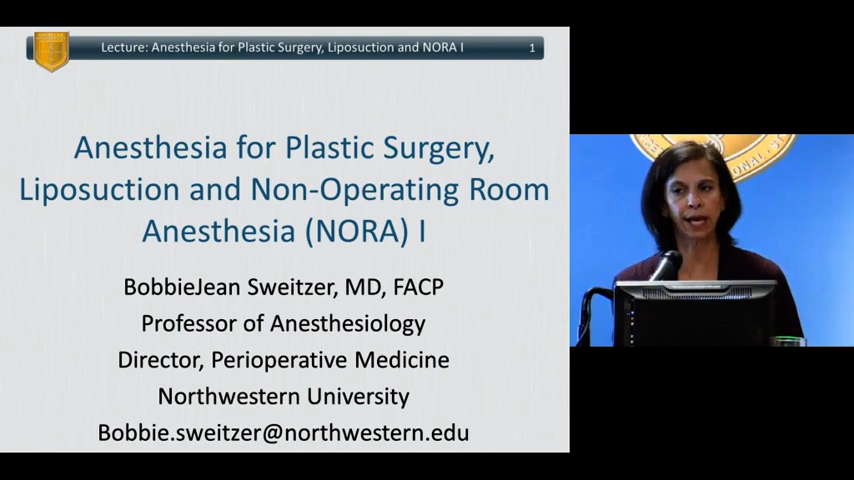 Lecture: Anesthesia for Plastic Surgery, Liposuction and NORA I 1
Anesthesia for Plastic Surgery,
Liposuction and Non-Operating Room
Anesthesia (NORA) I
BobbieJean Sweitzer, MD, FACP
Professor of Anesthesiology
Director, Perioperative Medicine
Northwestern University
Bobbie.sweitzer@northwestern.edu